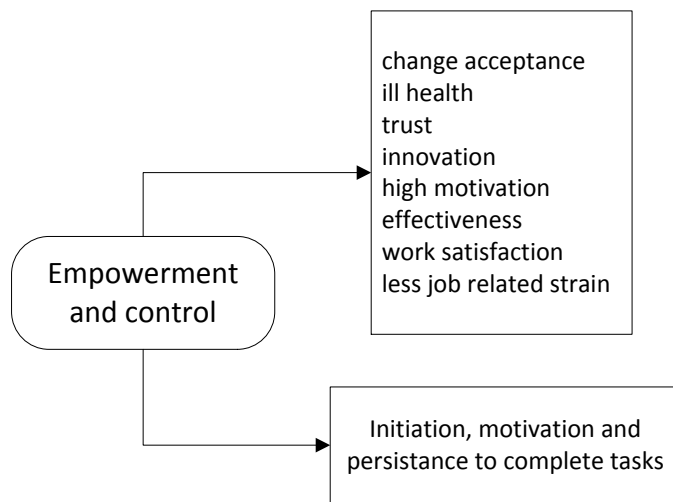 change acceptance
ill health
trust
innovation
high motivation
effectiveness
work satisfaction
less job related strain
Empowerment
and control
Initiation, motivation and
persistance to complete tasks